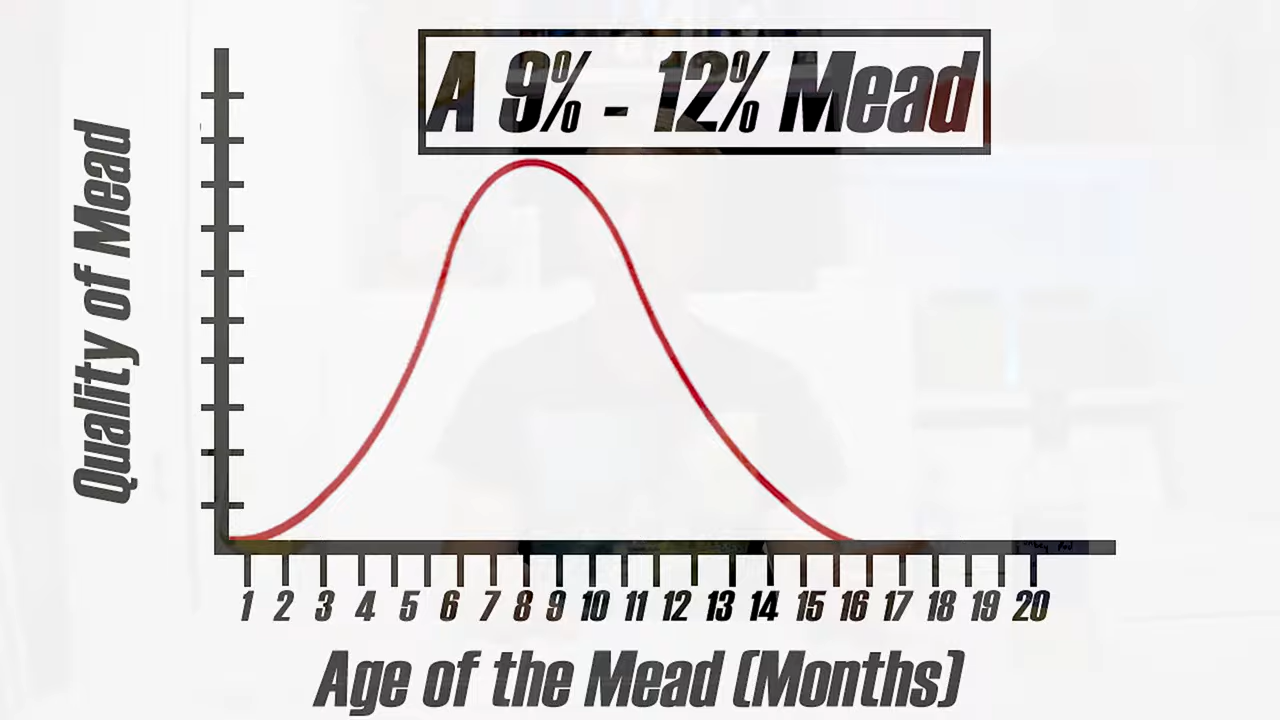 A 9% - 12% Mead
Quality of Mead
1 2 3 4 5 6 7 8 9 10 11 12 13 14 15 16 17 18 19 20
Age of the Mead (Months)